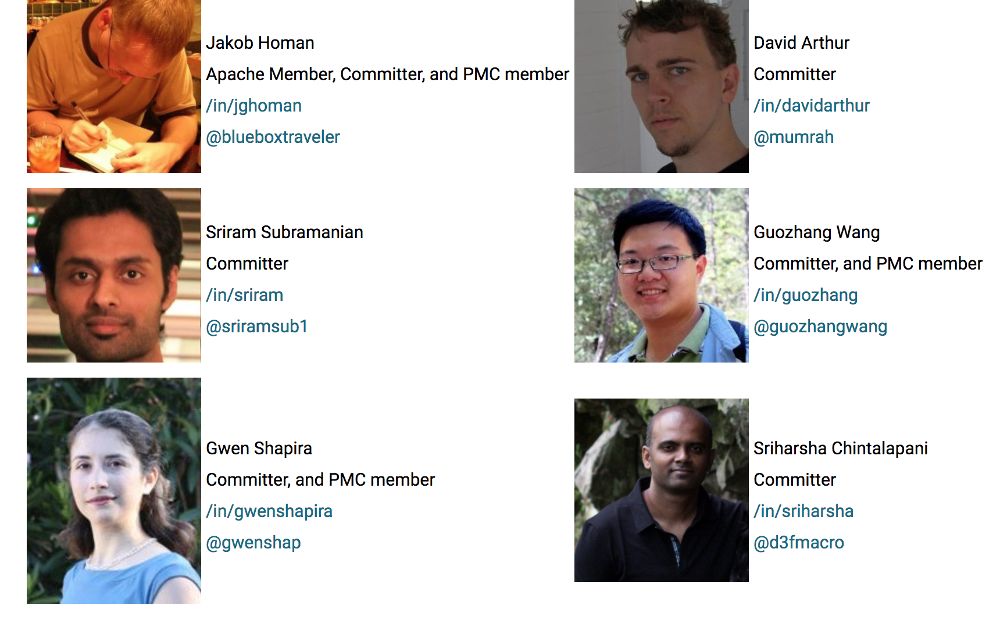 Jakob Homan
Apache Member, Committer, and PMC member
/in/jghoman
@blueboxtraveler
David Arthur
Committer
/in/davidarthur
@mumrah
Sriram Subramanian
Committer
/in/sriram
@sriramsub1
Guozhang Wang
Committer, and PMC member
/in/guozhang
@guozhangwang
Gwen Shapira
Committer, and PMC member
/in/gwenshapira
@gwenshap
Sriharsha Chintalapani
Committer
/in/sriharsha
@d3fmacro